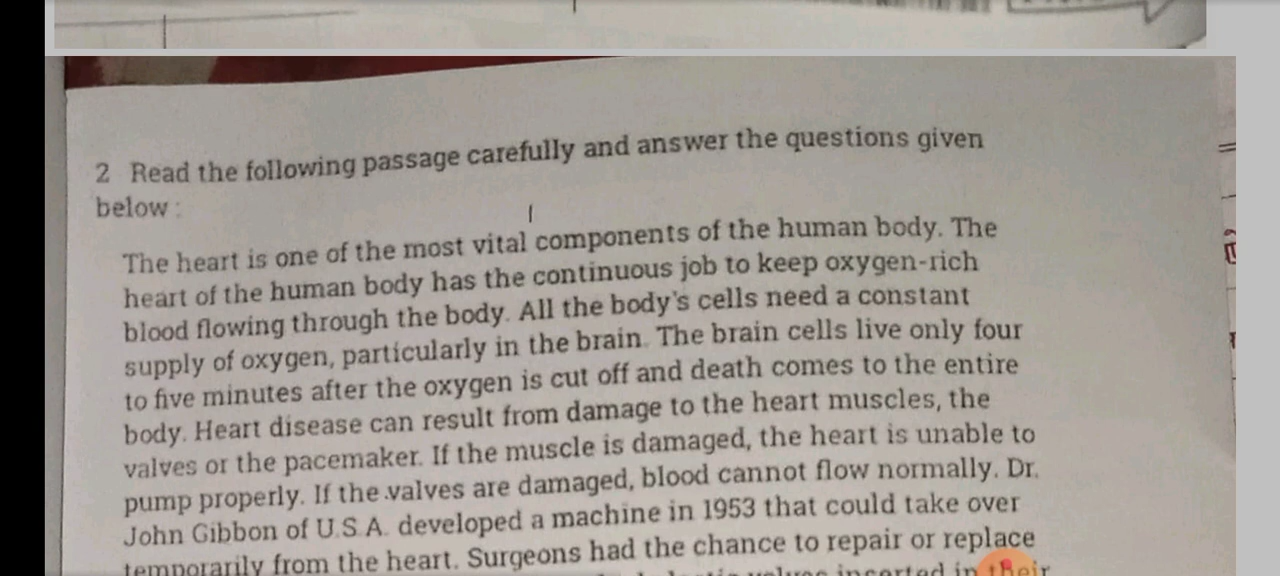 2 Read the following passage carefully and answer the questions given
below :
The heart is one of the most vital components of the human body. The
heart of the human body has the continuous job to keep oxygen-rich
blood flowing through the body. All the body's cells need a constant
supply of oxygen, particularly in the brain. The brain cells live only four
to five minutes after the oxygen is cut off and death comes to the entire
body. Heart disease can result from damage to the heart muscles, the
valves or the pacemaker. If the muscle is damaged, the heart is unable to
pump properly. If the valves are damaged, blood cannot flow normally. Dr.
John Gibbon of U.S.A. developed a machine in 1953 that could take over
temporarily from the heart. Surgeons had the chance to repair or replace
valves inserted in their